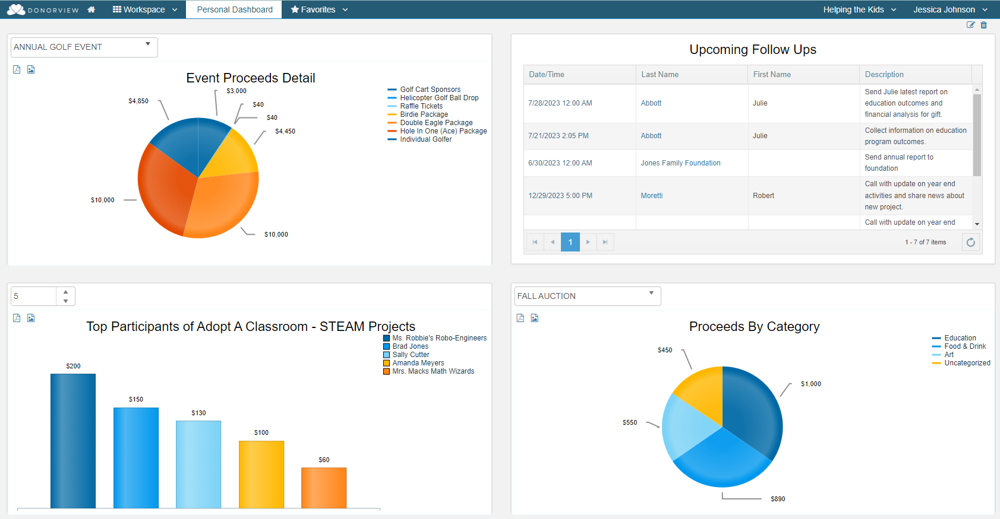 DONORVIEW
Workspace
Personal Dashboard
Favorites
Helping the Kids
Jessica Johnson
ANNUAL GOLF EVENT
Event Proceeds Detail
$3,000
$40
$40
$4,450
$4,850
$10,000
$10,000
Golf Cart Sponsors
Helicopter Golf Ball Drop
Raffle Tickets
Birdie Package
Double Eagle Package
Hole In One (Ace) Package
Individual Golfer
Upcoming Follow Ups
Date/Time Last Name First Name Description
7/28/2023 12:00 AM Abbott Julie
Send Julie latest report on
education outcomes and
financial analysis for gift.
7/21/2023 2:05 PM Abbott Julie
Collect information on education
program outcomes.
6/30/2023 12:00 AM Jones Family Foundation
Send annual report to
foundation
12/29/2023 5:00 PM Moretti Robert
Call with update on year end
activities and share news about
new project.
Call with update on year end
1
1 - 7 of 7 items
5
Top Participants of Adopt A Classroom - STEAM Projects
Ms. Robbie's Robo-Engineers
Brad Jones
Sally Cutter
Amanda Meyers
Mrs. Macks Math Wizards
$200
$150
$130
$100
$60
FALL AUCTION
Proceeds By Category
$450
$1,000
$550
$890
Education
Food & Drink
Art
Uncategorized